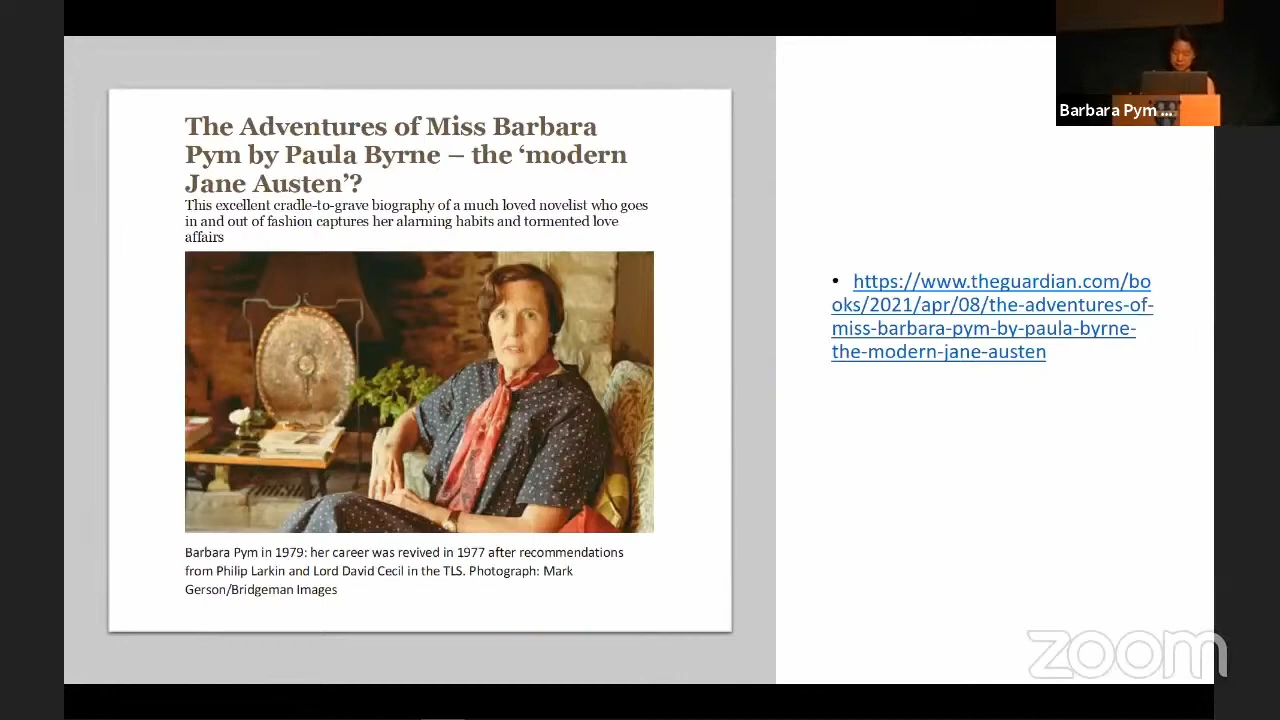 The Adventures of Miss Barbara
Pym by Paula Byrne – the ‘modern
Jane Austen’?
This excellent cradle-to-grave biography of a much loved novelist who goes
in and out of fashion captures her alarming habits and tormented love
affairs
Barbara Pym in 1979: her career was revived in 1977 after recommendations
from Philip Larkin and Lord David Cecil in the TLS. Photograph: Mark
Gerson/Bridgeman Images
• https://www.theguardian.com/bo
oks/2021/apr/08/the-adventures-of-
miss-barbara-pym-by-paula-byrne-
the-modern-jane-austen
Barbara Pym ...
zoom